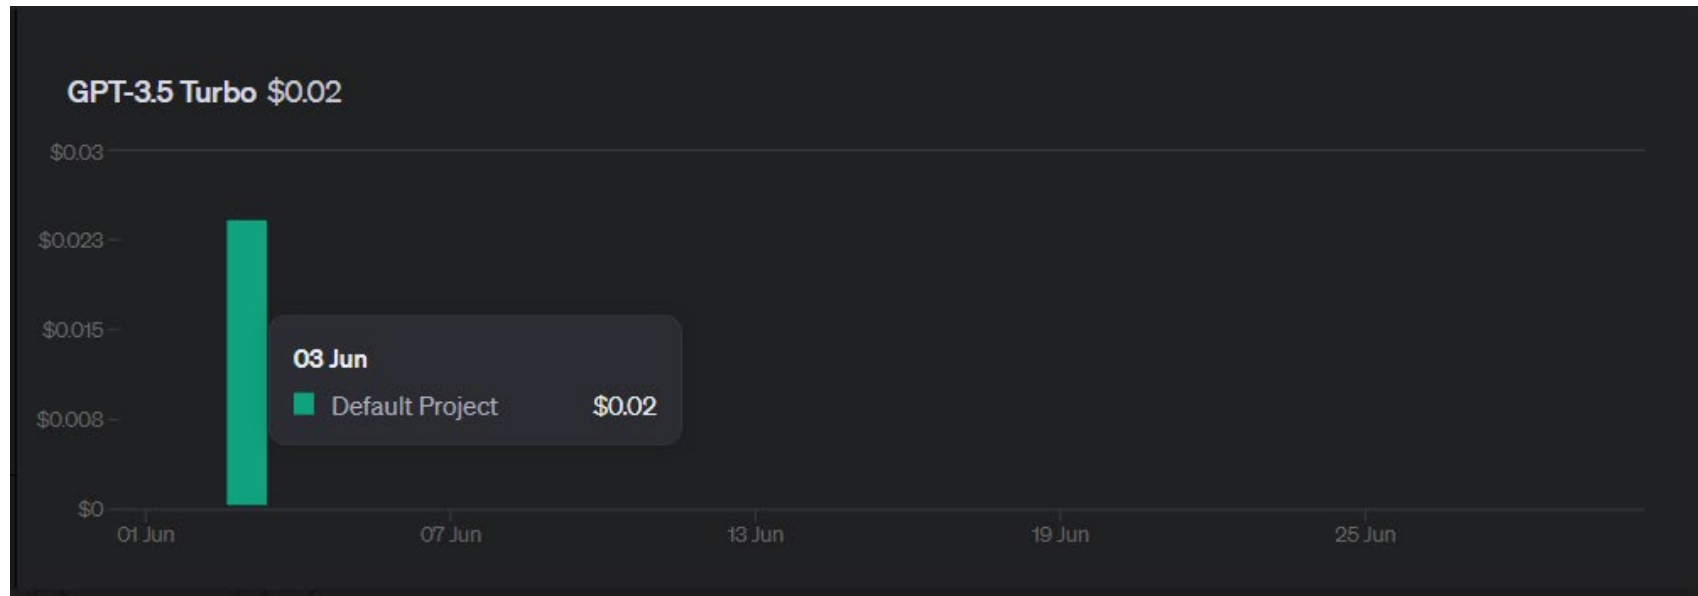 GPT-3.5 Turbo $0.02
$0.03
$0.023
$0.015
03 Jun
Default Project $0.02
$0.008
$0
01 Jun 07 Jun 13 Jun 19 Jun 25 Jun